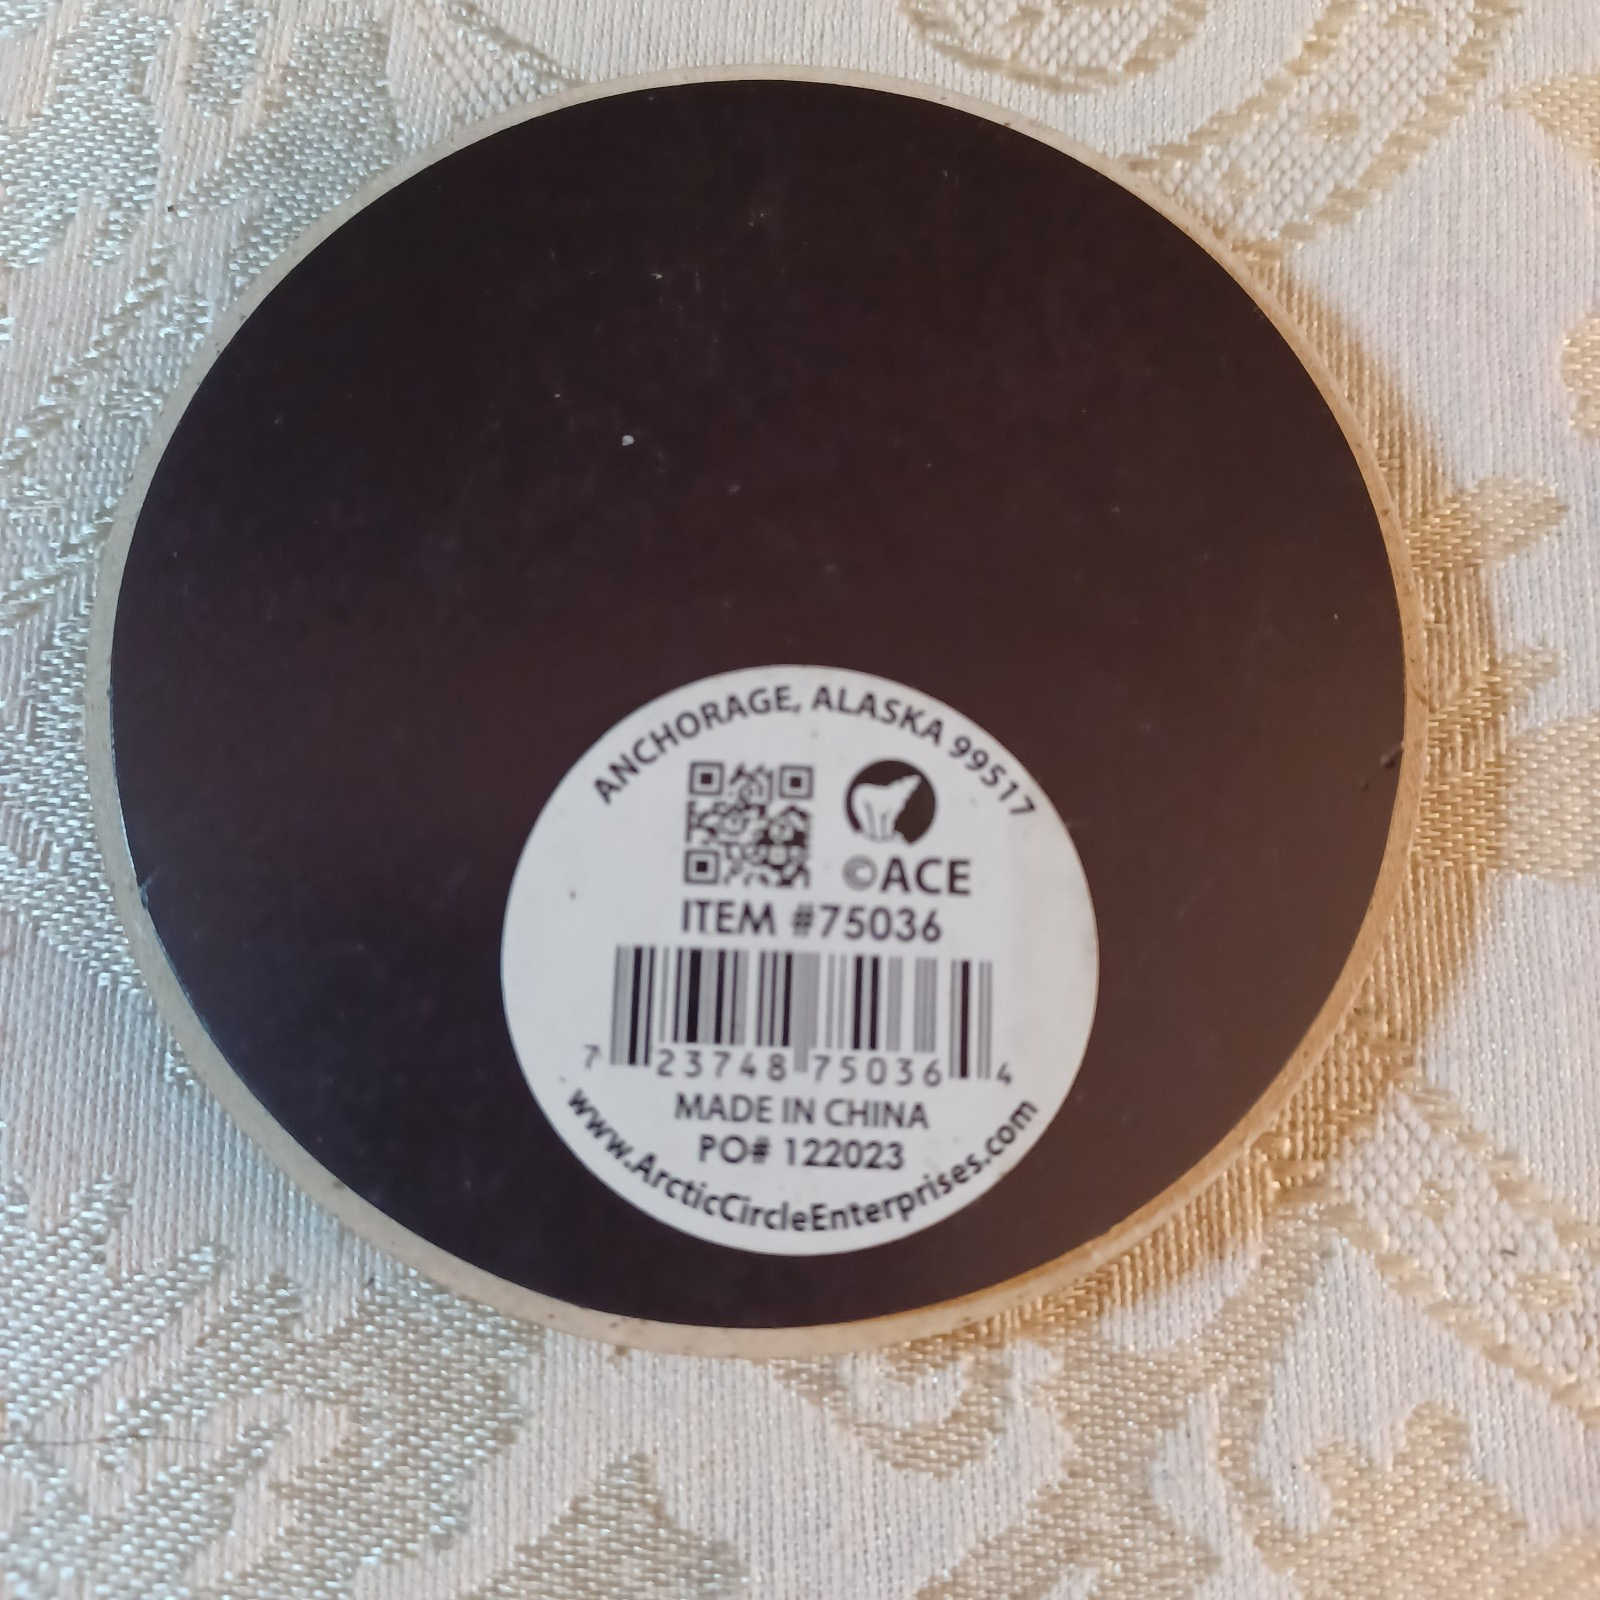 ANCHORAGE, ALASKA 99517
©ACE
ITEM #75036
7 23748 75036 4
MADE IN CHINA
PO# 122023
www.ArcticCircleEnterprises.com